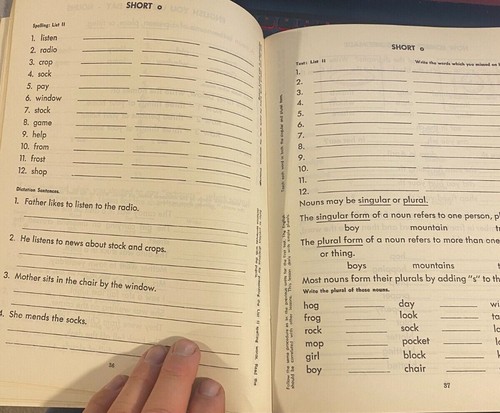 SHORT o
Spelling: List 11
1. listen
2. radio
3. crop
4. sock
5. pay
6. window
7. stock
8. game
9. help
10. from
11. frost
12. shop
Dictation Sentences.
1. Father likes to listen to the radio.
2. He listens to news about stock and crops.
3. Mother sits in the chair by the window.
4. She mends the socks.
SHORT o
Test: List 11 Write the words which you missed on
1.
2.
3.
4.
5.
6.
7.
8.
9.
10.
11.
12.
Nouns may be singular or plural.
The singular form of a noun refers to one person,
boy mountain
The plural form of a noun refers to more than one
or thing.
boys mountains
Most nouns form their plurals by adding "s" to
Write the plural of these nouns.
hog day
frog look
rock sock
mop pocket
girl block
boy chair
87